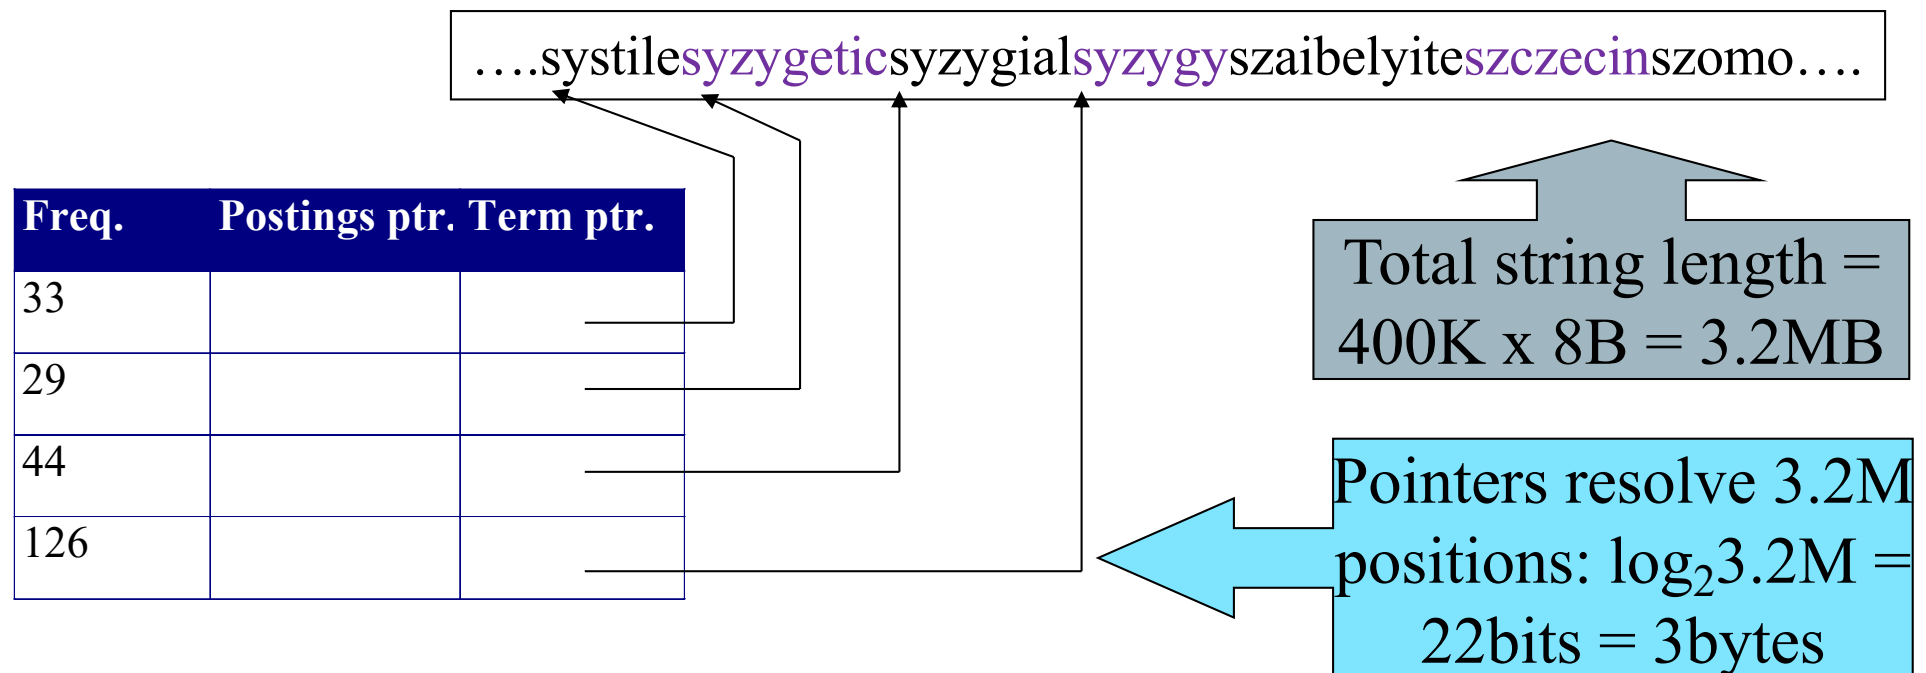 ….systilesyzygeticsyzygialsyzygyszaibelyiteszczecinszomo….
Freq. Postings ptr. Term ptr.
33
29
44
126
Total string length =
400K x 8B = 3.2MB
Pointers resolve 3.2M
positions: log₂3.2M =
22bits = 3bytes